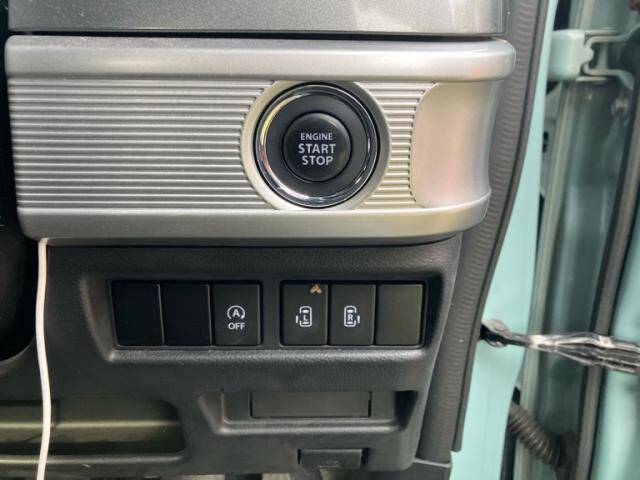 ENGINE
START
STOP
A
OFF
L
R